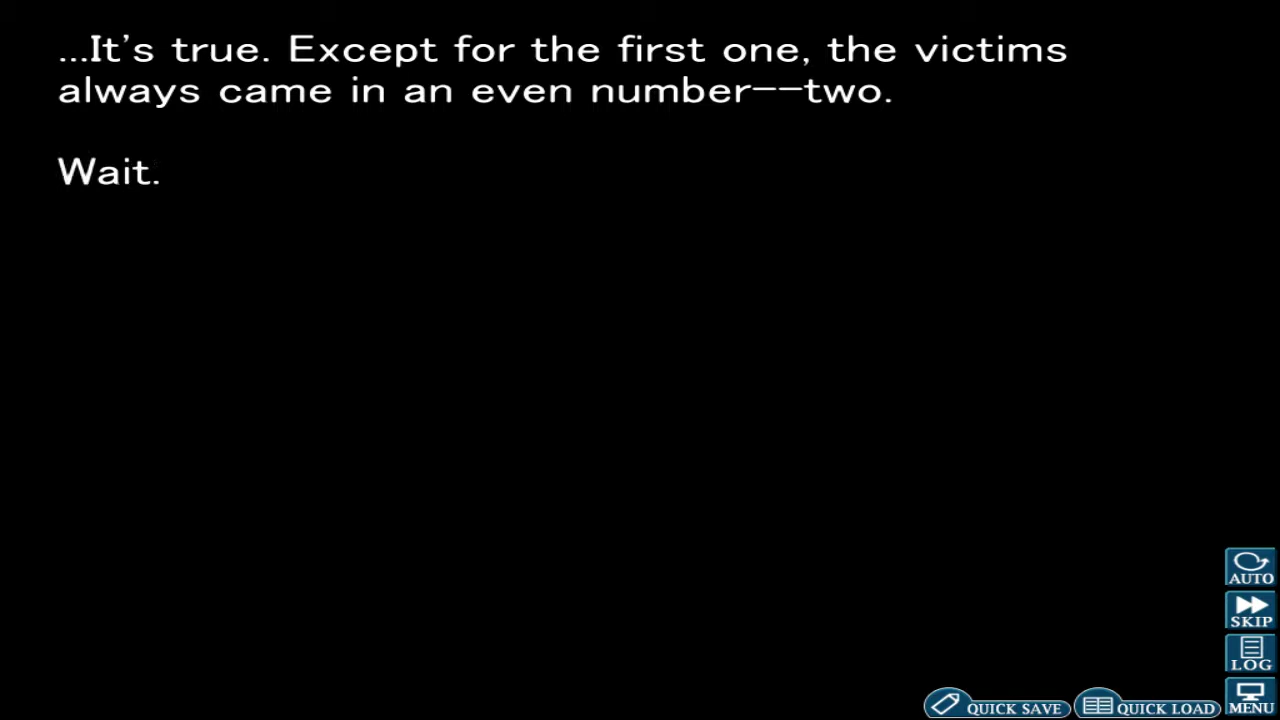 ...It's true. Except for the first one, the victims
always came in an even number--two.
Wait.
AUTO
SKIP
LOG
QUICK SAVE
QUICK LOAD
MENU